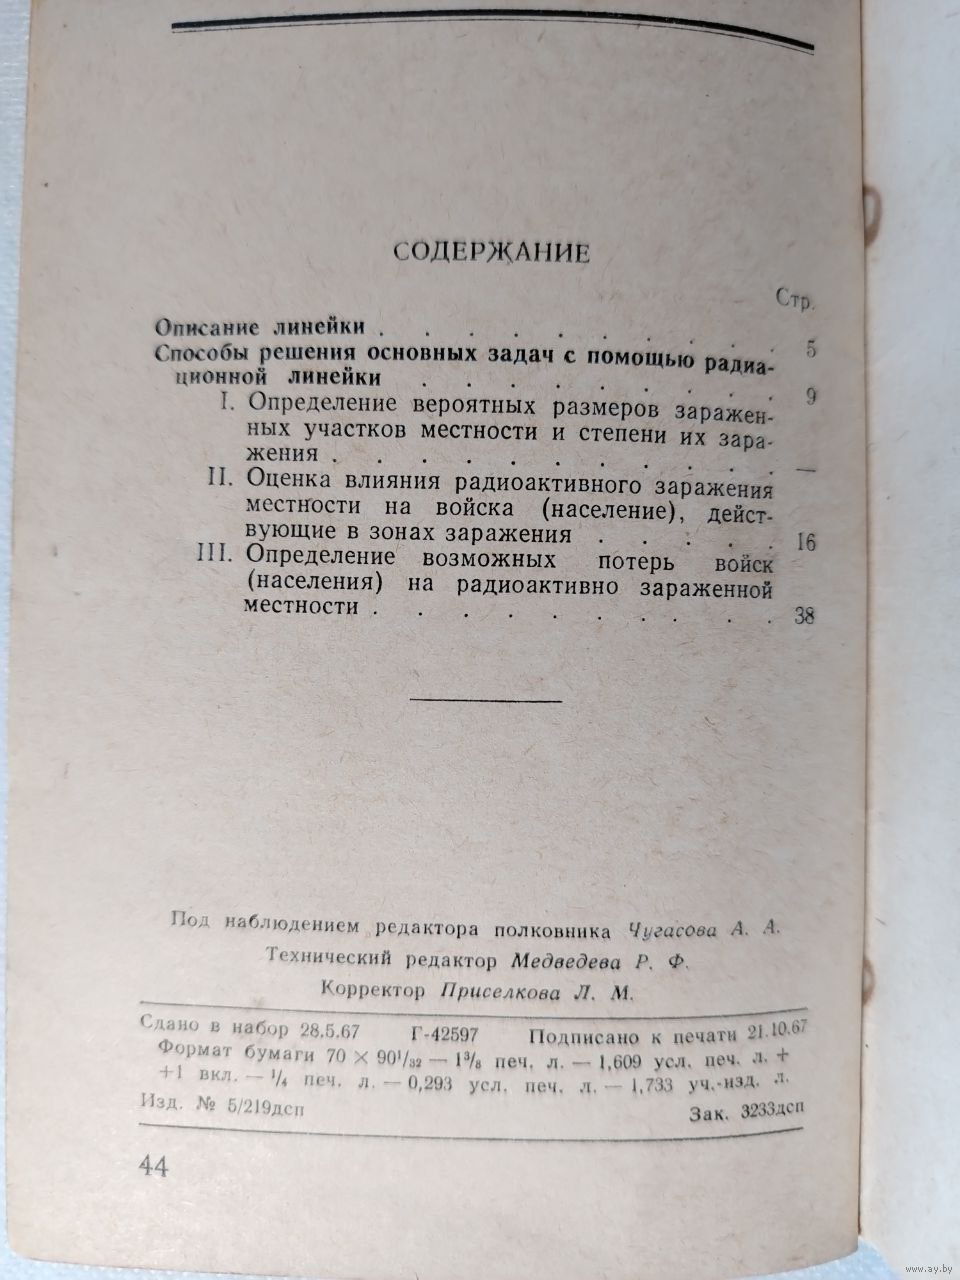 СОДЕРЖАНИЕ
Стр.
Описание линейки . . . . . . . . . . 5
Способы решения основных задач с помощью радиа-
ционной линейки . . . . . . . . . 9
I. Определение вероятных размеров заражен-
ных участков местности и степени их зара-
жения . . . . . . . . . . . —
II. Оценка влияния радиоактивного заражения
местности на войска (население), дейст-
вующие в зонах заражения . . . . . 16
III. Определение возможных потерь войск
(населения) на радиоактивно зараженной
местности . . . . . . . . . . 38
Под наблюдением редактора полковника Чугасова А. А.
Технический редактор Медведева Р. Ф.
Корректор Приселкова Л. М.
Сдано в набор 28.5.67 Г-42597 Подписано к печати 21.10.67
Формат бумаги 70 × 90¹/₃₂ — 1³/₈ печ. л. — 1,609 усл. печ. л. +
+1 вкл. — ¹/₄ печ. л. — 0,293 усл. печ. л. — 1,733 уч.-изд. л.
Изд. № 5/219дсп Зак. 3233дсп
44
www.ay.by